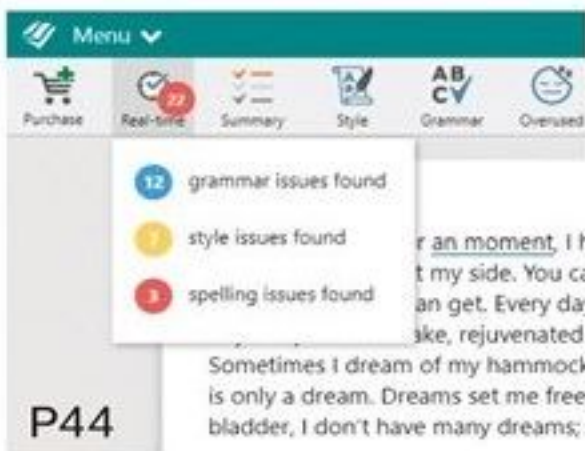 Menu
Purchase Real-time 22 Summary Style Grammar Overused
AB
C
12 grammar issues found
7 style issues found
3 spelling issues found
r an moment, I h
t my side. You ca
an get. Every day
ake, rejuvenated
Sometimes I dream of my hammock
is only a dream. Dreams set me free
bladder, I don't have many dreams;
P44